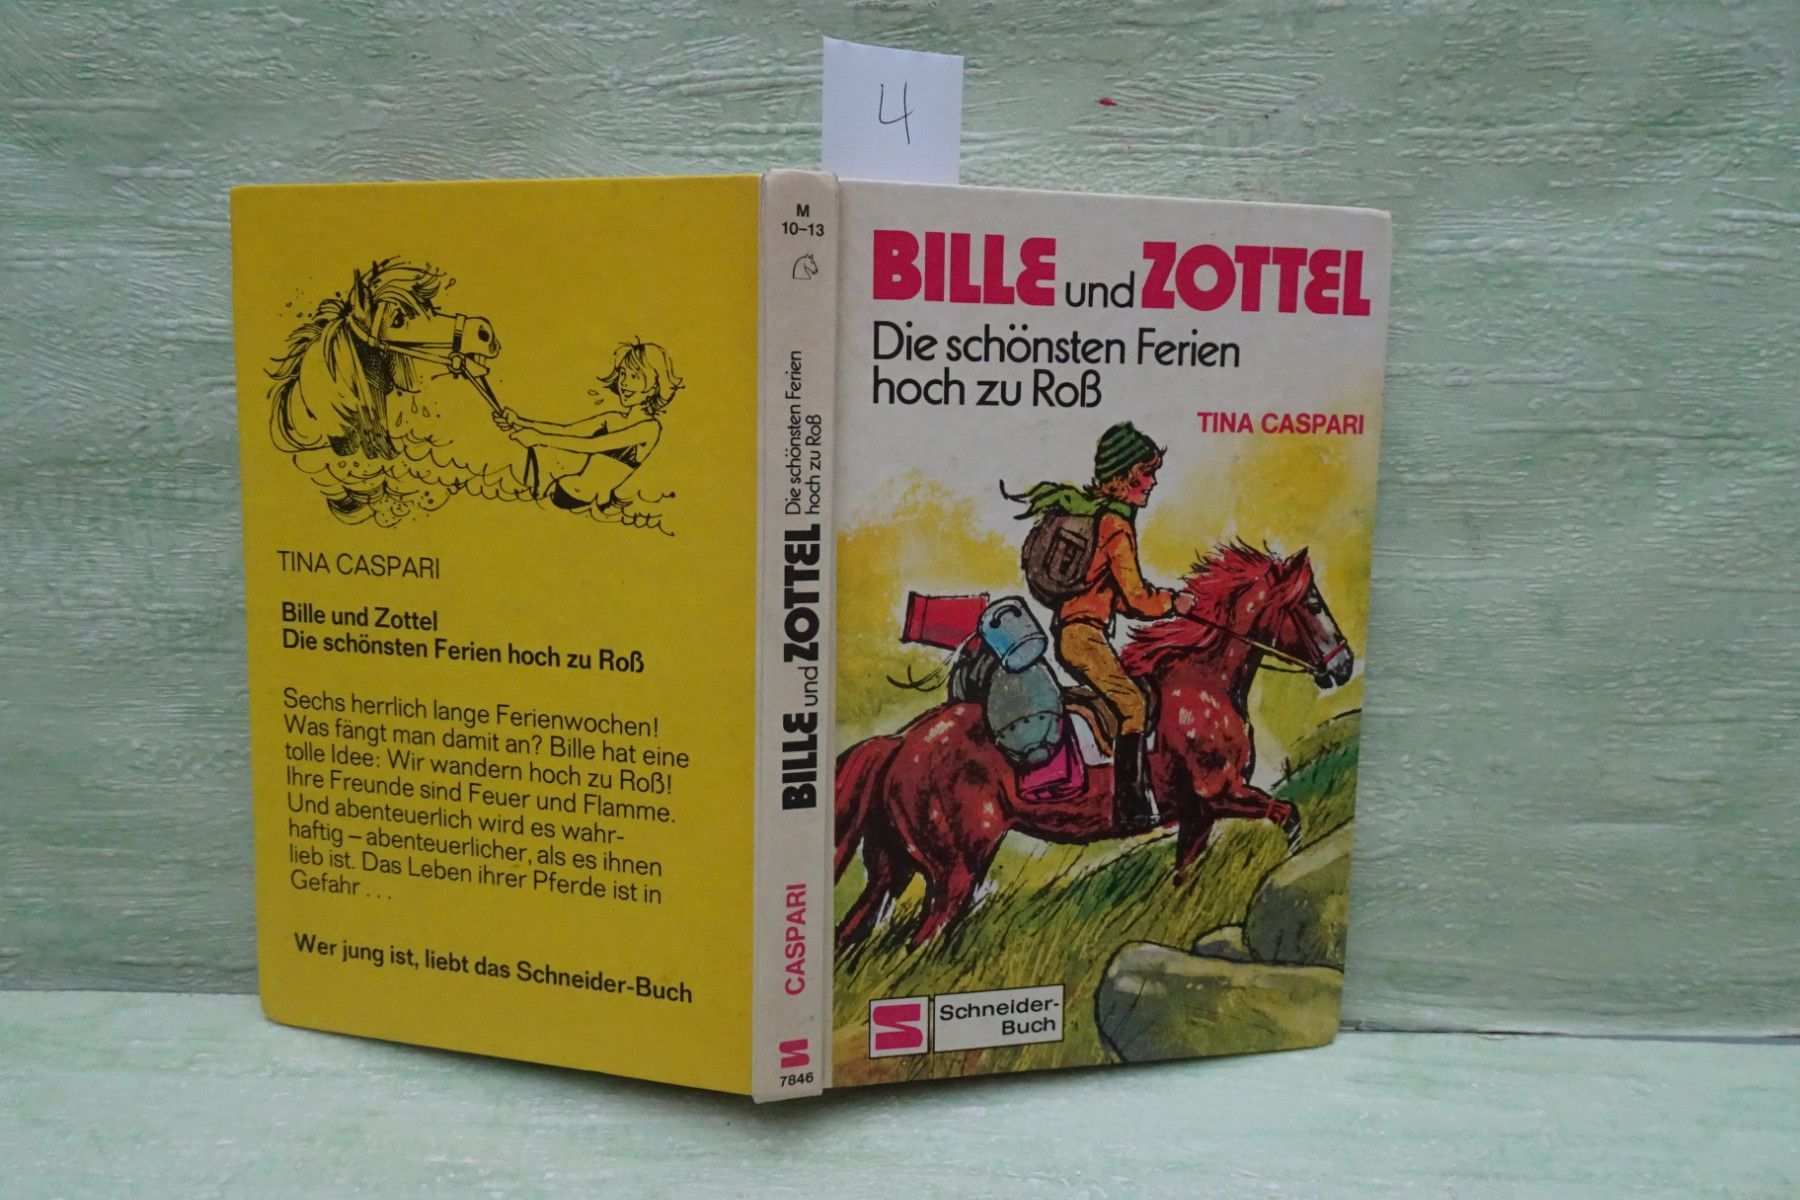 4
TINA CASPARI
Bille und Zottel
Die schönsten Ferien hoch zu Roß
Sechs herrlich lange Ferienwochen!
Was fängt man damit an? Bille hat eine
tolle Idee: Wir wandern hoch zu Roß!
Ihre Freunde sind Feuer und Flamme.
Und abenteuerlich wird es wahr-
haftig – abenteuerlicher, als es ihnen
lieb ist. Das Leben ihrer Pferde ist in
Gefahr . . .
Wer jung ist, liebt das Schneider-Buch
M
10–13
Die schönsten Ferien
hoch zu Roß
BILLE und ZOTTEL
CASPARI
7846
BILLE und ZOTTEL
Die schönsten Ferien
hoch zu Roß
TINA CASPARI
Schneider-
Buch